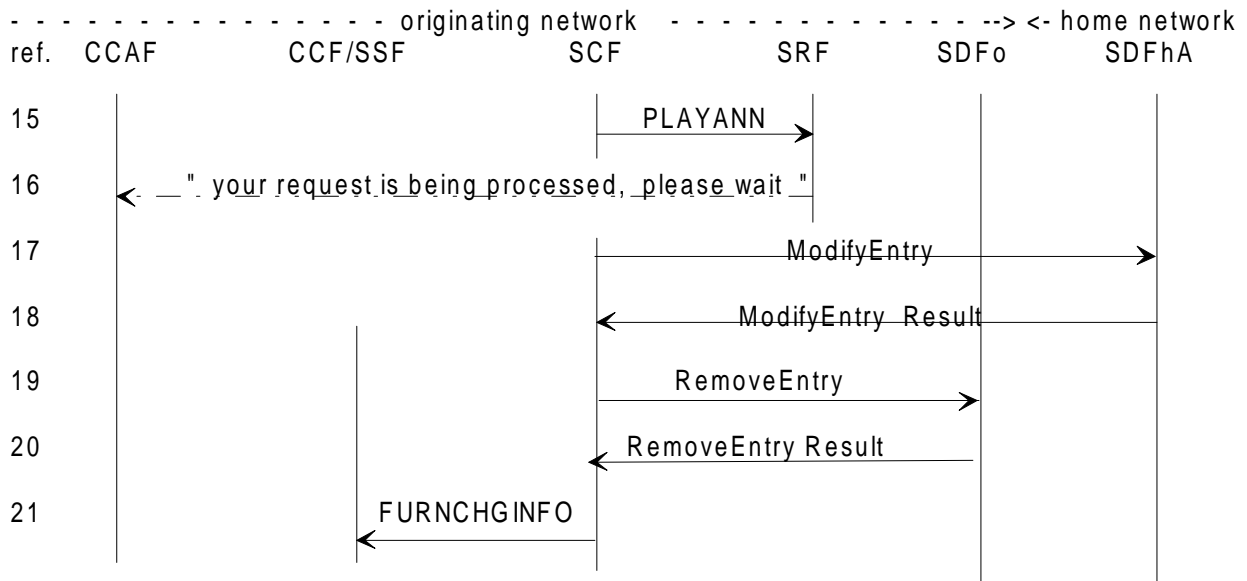 - - - - - - - - - - - - - - - - - originating network - - - - - - - - - - - - - --> <- home network
ref. CCAF CCF/SSF SCF SRF SDFo SDFhA
15 PLAYANN
16 " your request is being processed, please wait "
17 ModifyEntry
18 ModifyEntry Result
19 RemoveEntry
20 RemoveEntry Result
21 FURNCHGINFO